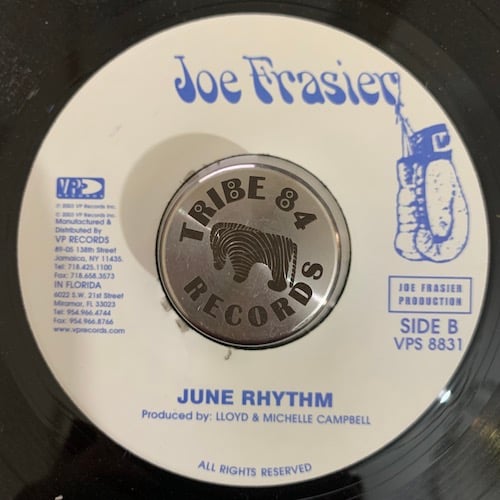 Joe Frasier
VP
RECORDS
℗ 2003 VP Records Inc.
© 2003 VP Records Inc.
Manufactured &
Distributed By
VP RECORDS
89-05 138th Street
Jamaica, NY 11435.
Tel: 718.425.1100
Fax: 718.658.3573
IN FLORIDA
6022 S.W. 21st Street
Miramar, FL 33023
Tel: 954.966.4744
Fax: 954.966.8766
www.vprecords.com
TRIBE 84
RECORDS
JOE FRASIER
PRODUCTION
SIDE B
VPS 8831
JUNE RHYTHM
Produced by: LLOYD & MICHELLE CAMPBELL
ALL RIGHTS RESERVED